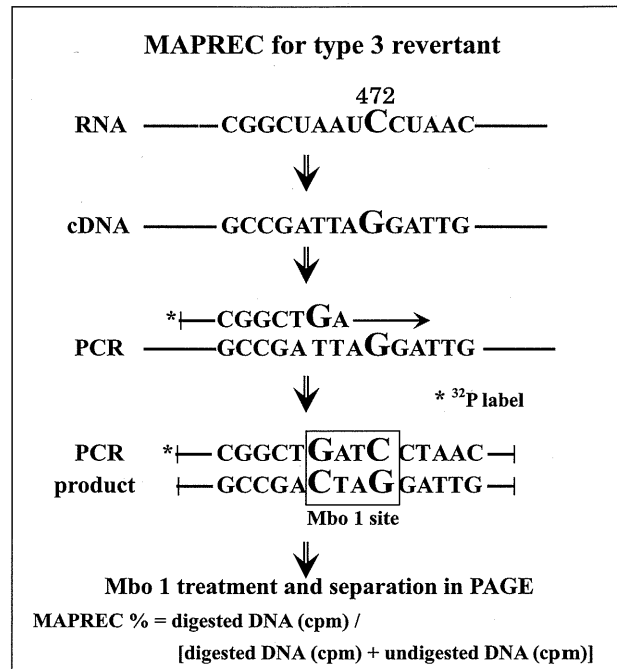 MAPREC for type 3 revertant
472
RNA CGGCUAAUCCUAAC
cDNA GCCGATTAGGATTG
* CGGCTGA
PCR GCCGATTAGGATTG
* 32P label
PCR * CGGCTGATCCTAAC
product GCCGACTAGGATTG
Mbo 1 site
Mbo 1 treatment and separation in PAGE
MAPREC % = digested DNA (cpm) /
[digested DNA (cpm) + undigested DNA (cpm)]